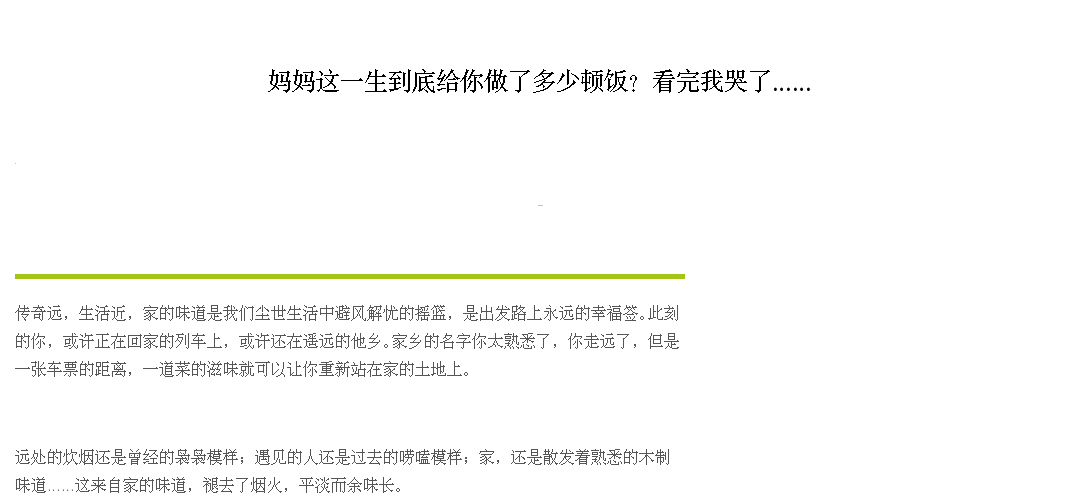 妈妈这一生到底给你做了多少顿饭？看完我哭了……
传奇远，生活近，家的味道是我们尘世生活中避风解忧的摇篮，是出发路上永远的幸福签。此刻
的你，或许正在回家的列车上，或许还在遥远的他乡。家乡的名字你太熟悉了，你走远了，但是
一张车票的距离，一道菜的滋味就可以让你重新站在家的土地上。
远处的炊烟还是曾经的袅袅模样；遇见的人还是过去的唠嗑模样；家，还是散发着熟悉的木制
味道……这来自家的味道，褪去了烟火，平淡而余味长。